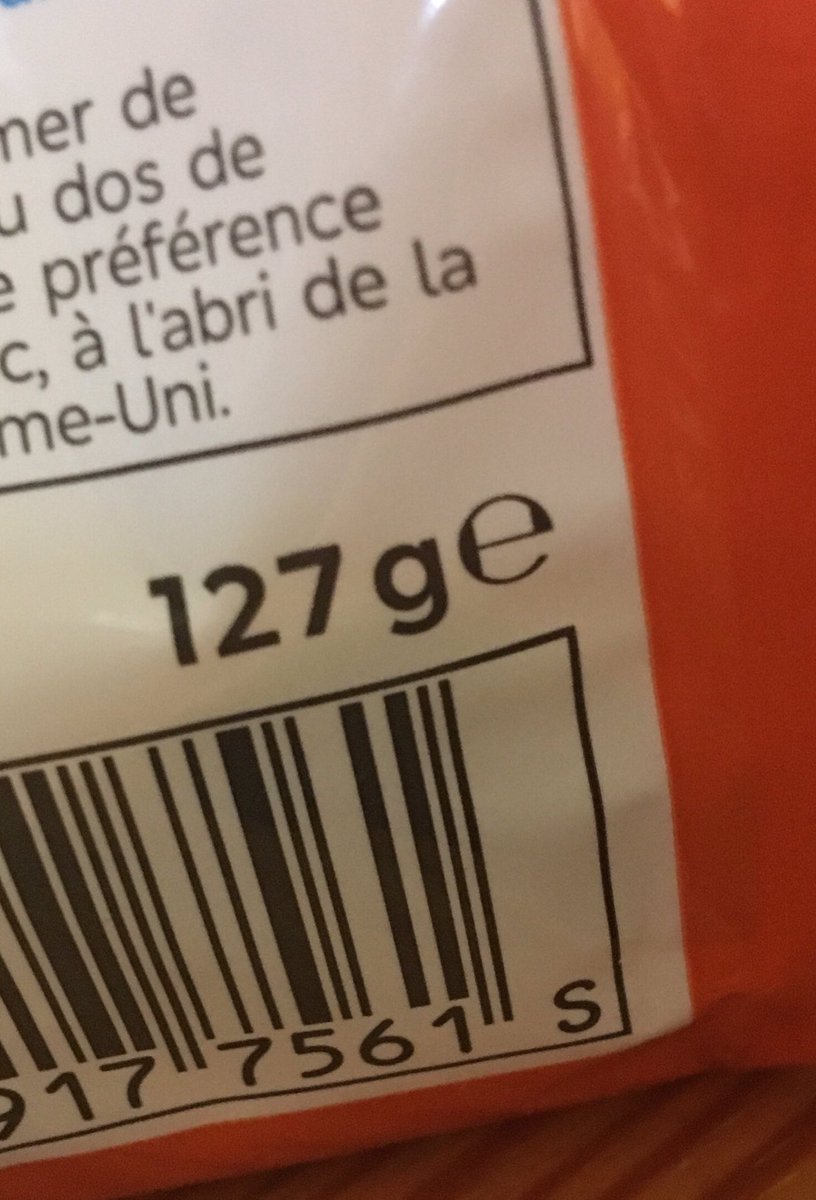 mer de
u dos de
e préférence
c, à l'abri de la
me-Uni.
127 g e
917 7561 S